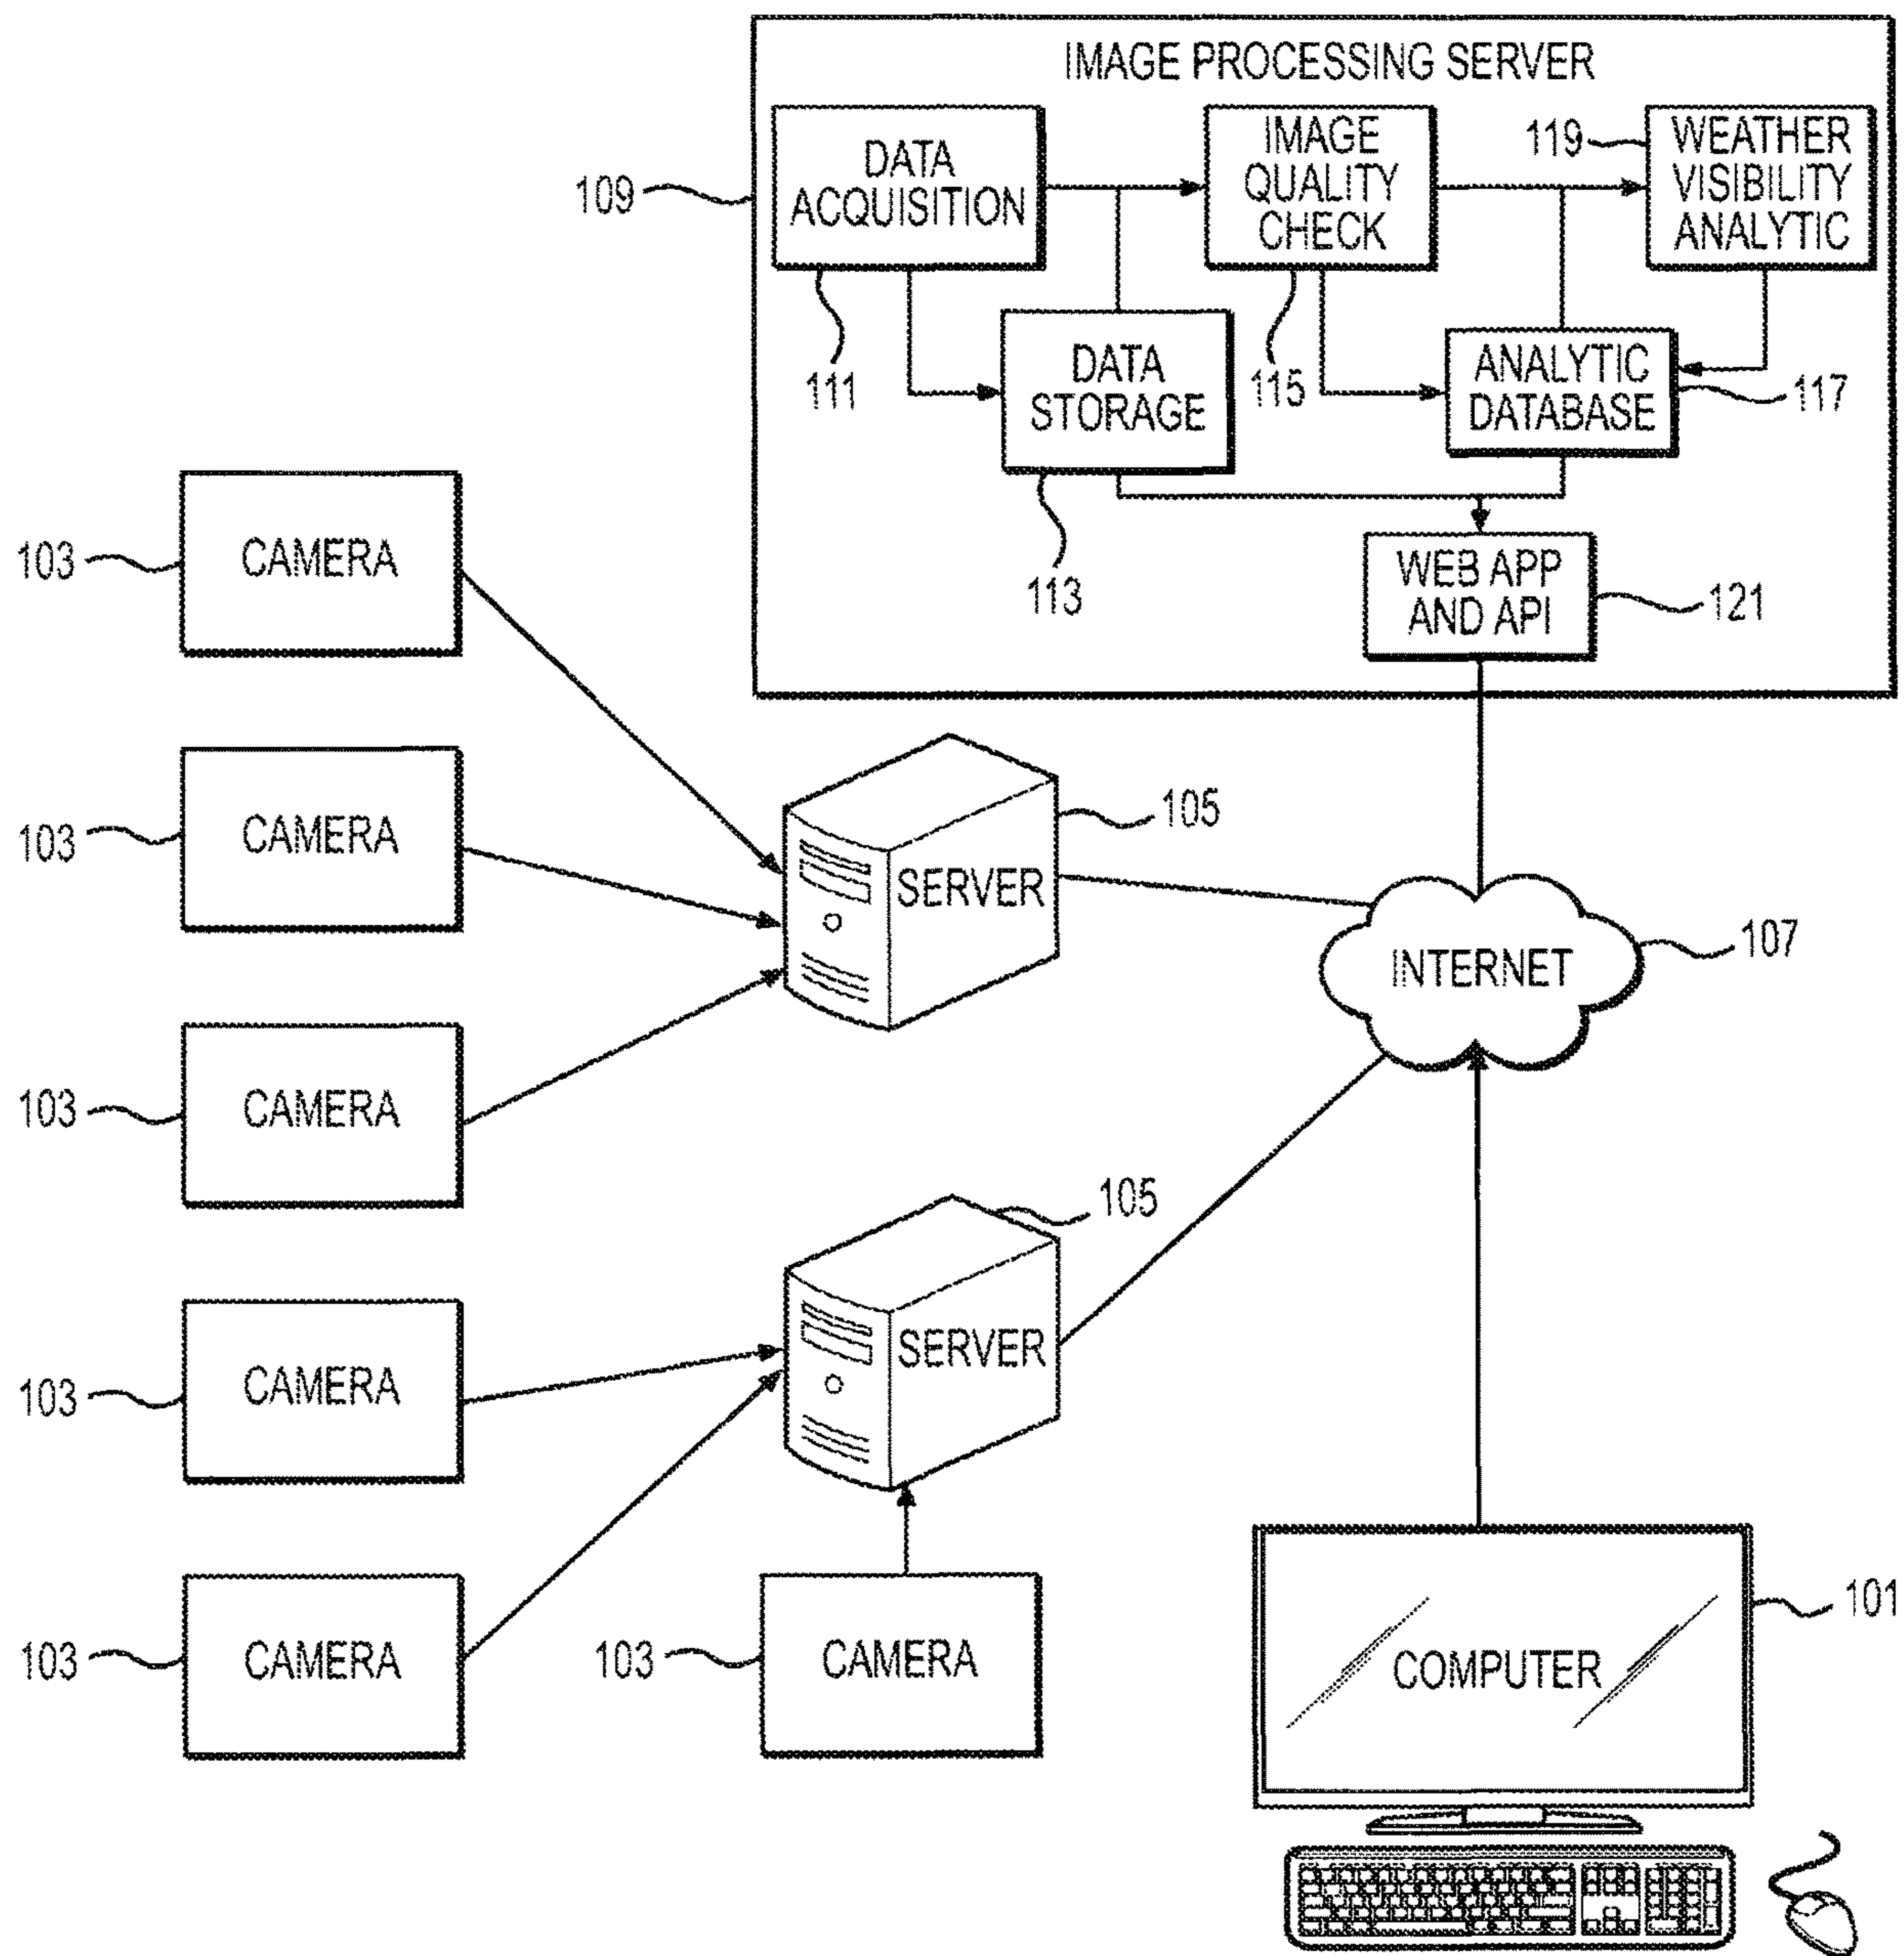 IMAGE PROCESSING SERVER
109
DATA
ACQUISITION
111
IMAGE
QUALITY
CHECK
115
119
WEATHER
VISIBILITY
ANALYTIC
DATA
STORAGE
113
ANALYTIC
DATABASE
117
WEB APP
AND API
121
103
CAMERA
103
CAMERA
103
CAMERA
103
CAMERA
103
CAMERA
103
CAMERA
SERVER
105
SERVER
105
INTERNET
107
COMPUTER
101